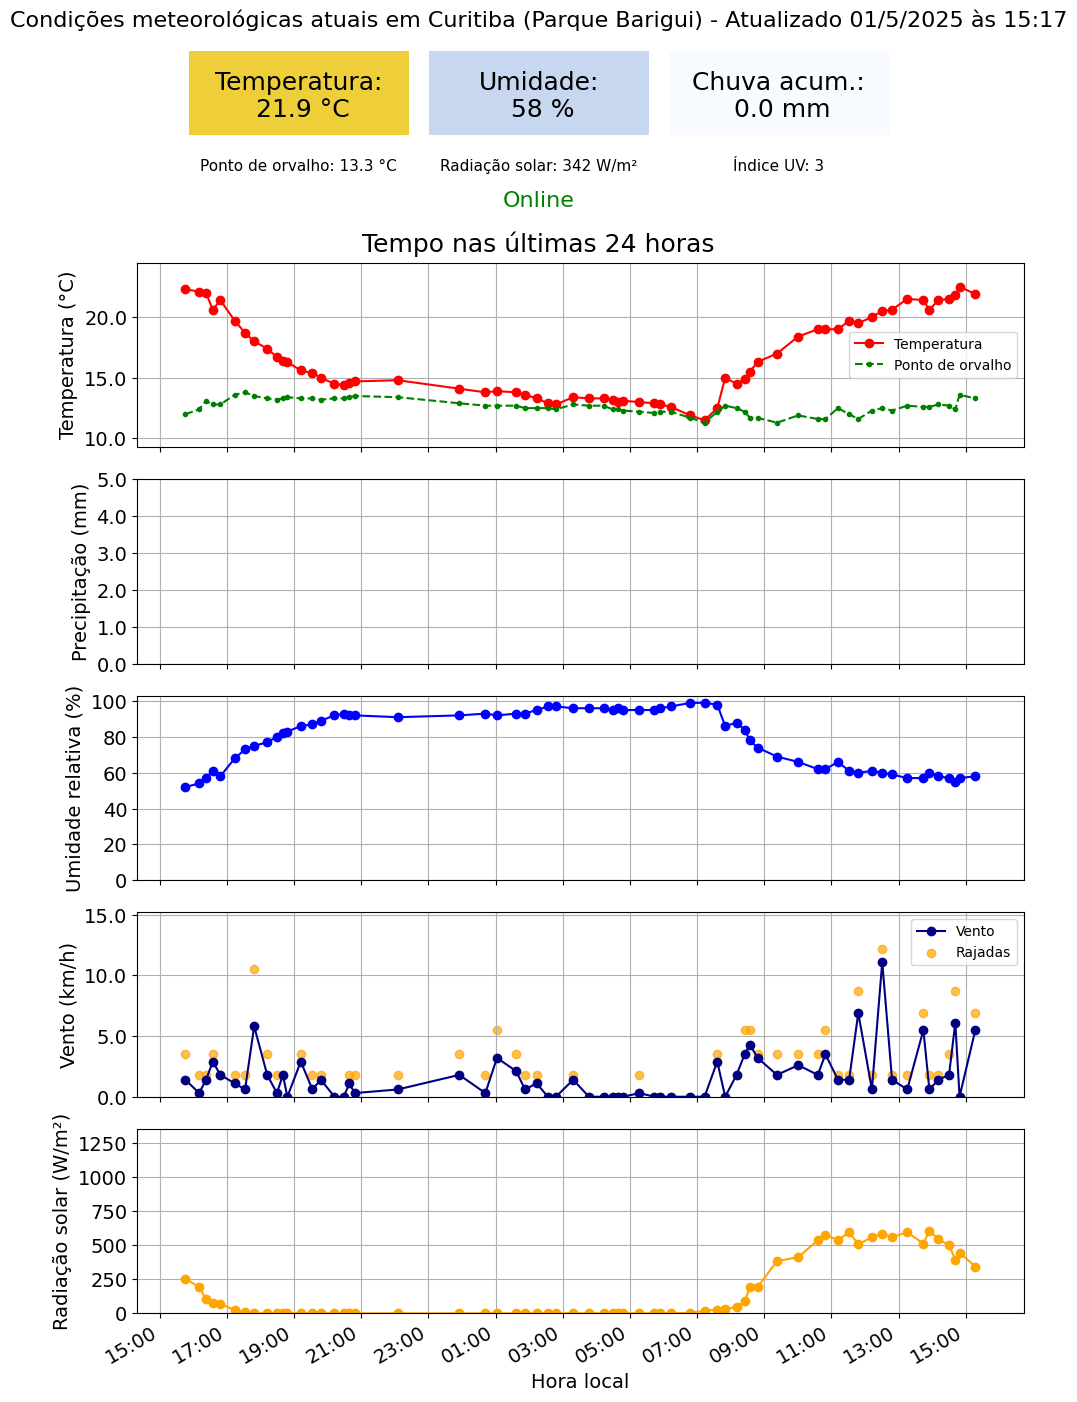 Condições meteorológicas atuais em Curitiba (Parque Barigui) - Atualizado 01/5/2025 às 15:17
Temperatura:
21.9 °C
Umidade:
58 %
Chuva acum.:
0.0 mm
Ponto de orvalho: 13.3 °C
Radiação solar: 342 W/m²
Índice UV: 3
Online
Tempo nas últimas 24 horas
Temperatura (°C)
20.0
15.0
10.0
Temperatura
Ponto de orvalho
Precipitação (mm)
5.0
4.0
3.0
2.0
1.0
0.0
Umidade relativa (%)
100
80
60
40
20
0
Vento (km/h)
15.0
10.0
5.0
0.0
Vento
Rajadas
Radiação solar (W/m²)
1250
1000
750
500
250
0
15:00
17:00
19:00
21:00
23:00
01:00
03:00
05:00
07:00
09:00
11:00
13:00
15:00
Hora local